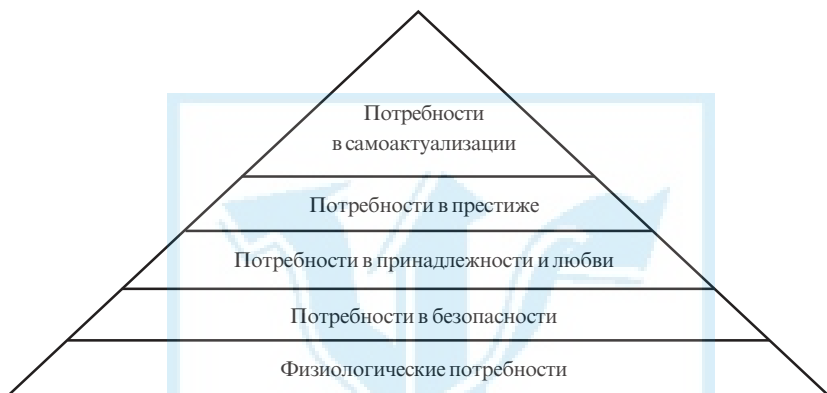 Потребности
в самоактуализации
Потребности в престиже
Потребности в принадлежности и любви
Потребности в безопасности
Физиологические потребности